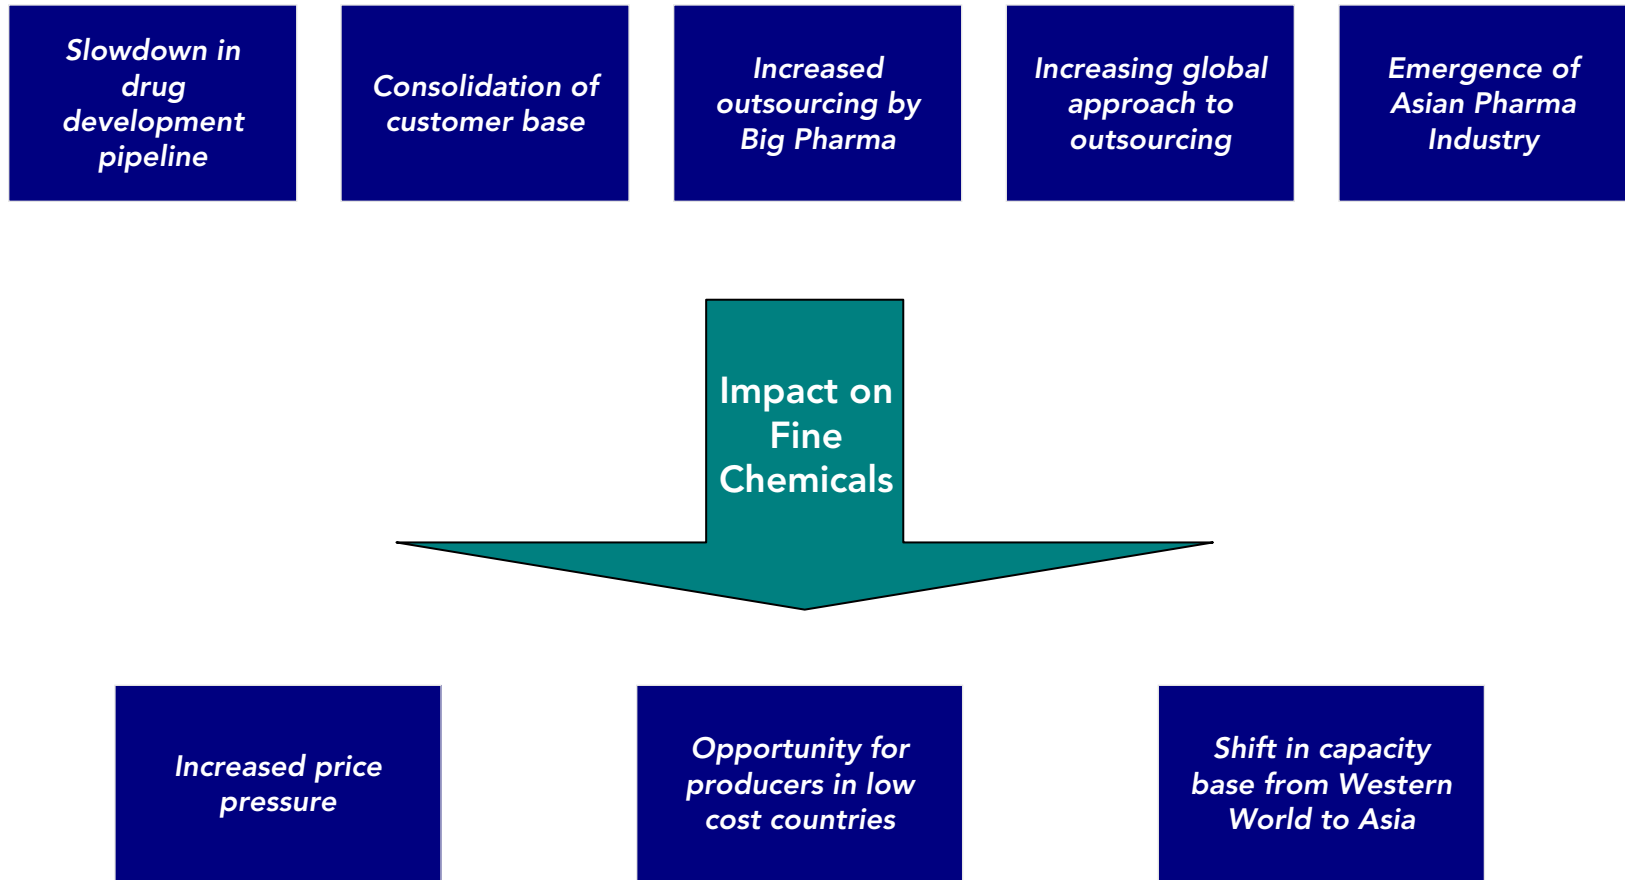 Slowdown in
drug
development
pipeline
Consolidation of
customer base
Increased
outsourcing by
Big Pharma
Increasing global
approach to
outsourcing
Emergence of
Asian Pharma
Industry
Impact on
Fine
Chemicals
Increased price
pressure
Opportunity for
producers in low
cost countries
Shift in capacity
base from Western
World to Asia